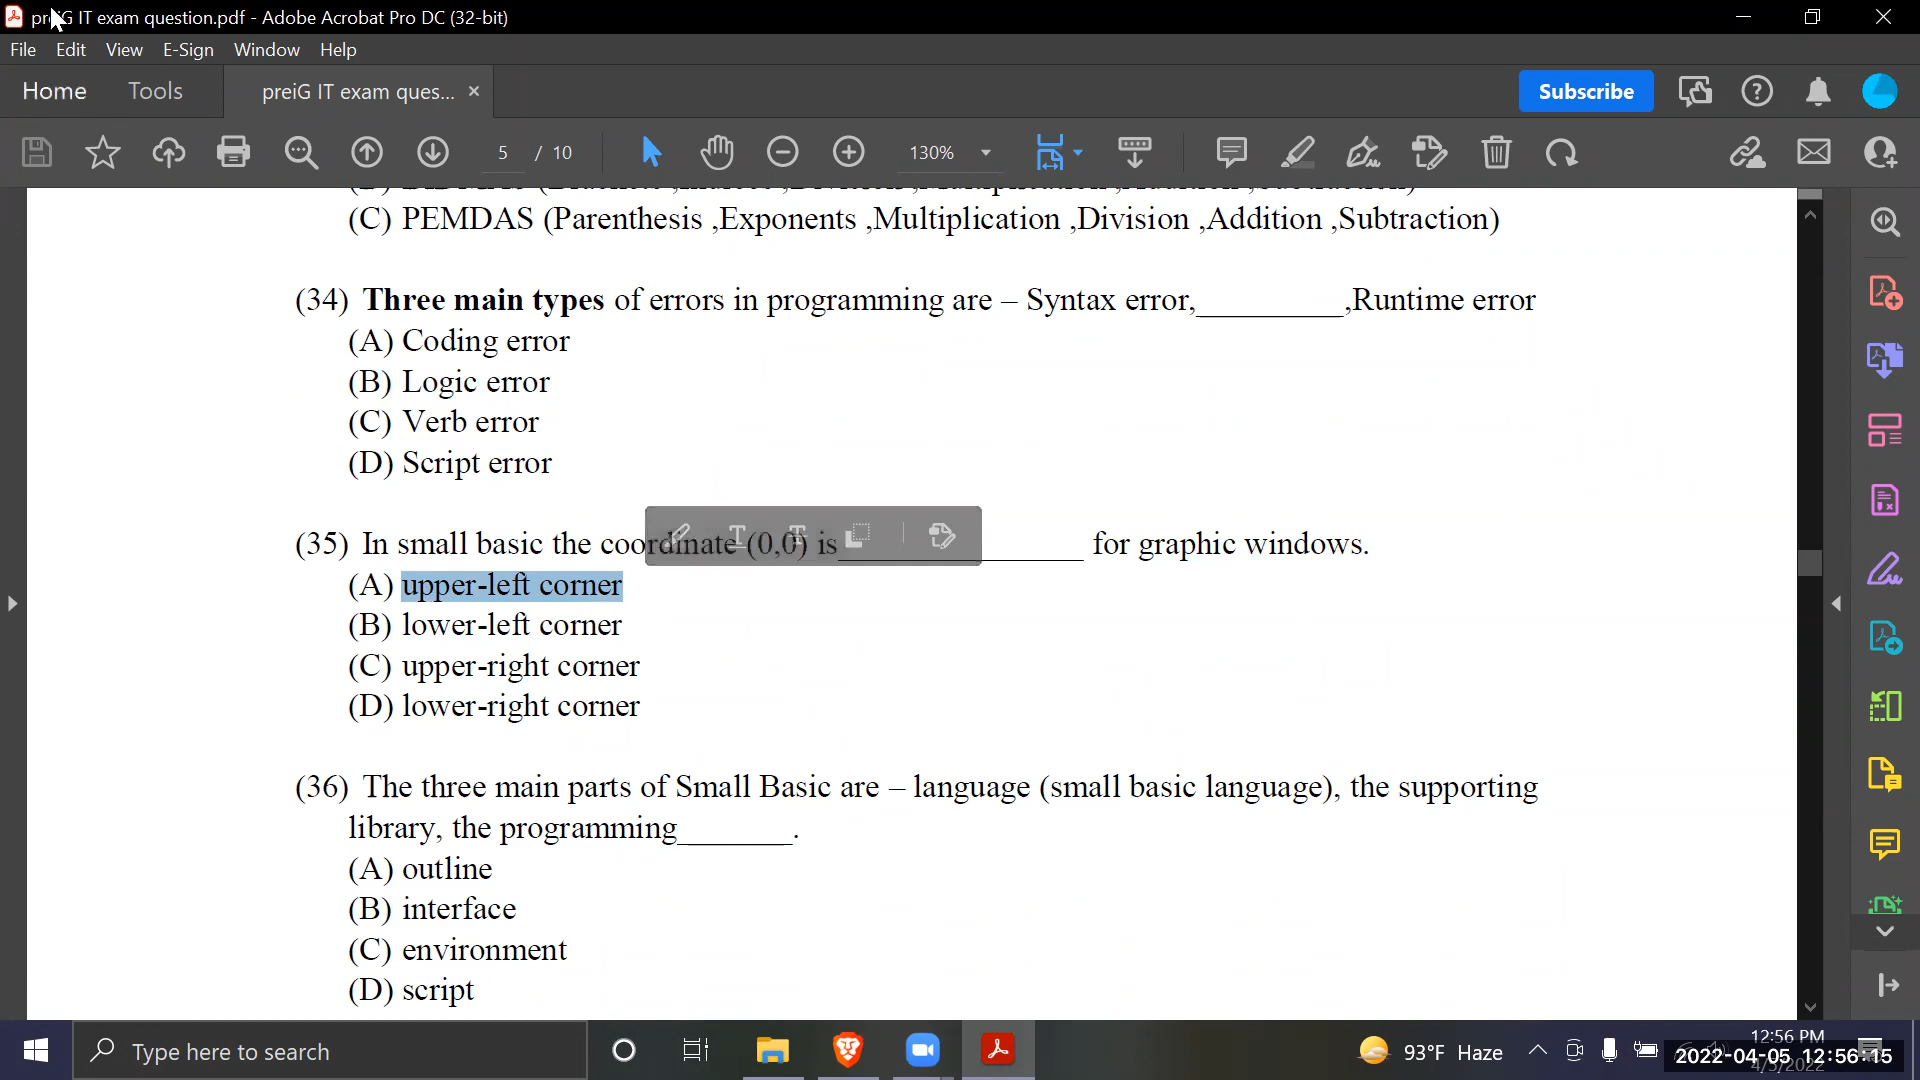 preiG IT exam question.pdf - Adobe Acrobat Pro DC (32-bit)
File Edit View E-Sign Window Help
Home Tools preiG IT exam ques... × Subscribe
5 / 10 130%
(C) PEMDAS (Parenthesis ,Exponents ,Multiplication ,Division ,Addition ,Subtraction)
(34) Three main types of errors in programming are – Syntax error,__________,Runtime error
(A) Coding error
(B) Logic error
(C) Verb error
(D) Script error
(35) In small basic the coordinate (0,0) is_________________ for graphic windows.
(A) upper-left corner
(B) lower-left corner
(C) upper-right corner
(D) lower-right corner
(36) The three main parts of Small Basic are – language (small basic language), the supporting
library, the programming________.
(A) outline
(B) interface
(C) environment
(D) script
Type here to search
93°F Haze
12:56 PM
2022-04-05 12:56:15